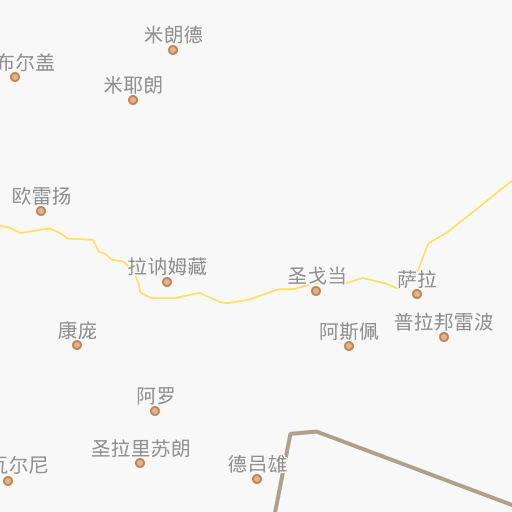 米朗德
布尔盖
米耶朗
欧雷扬
拉讷姆藏
圣戈当
萨拉
普拉邦雷波
康庞
阿斯佩
阿罗
圣拉里苏朗
德吕雄
瓦尔尼